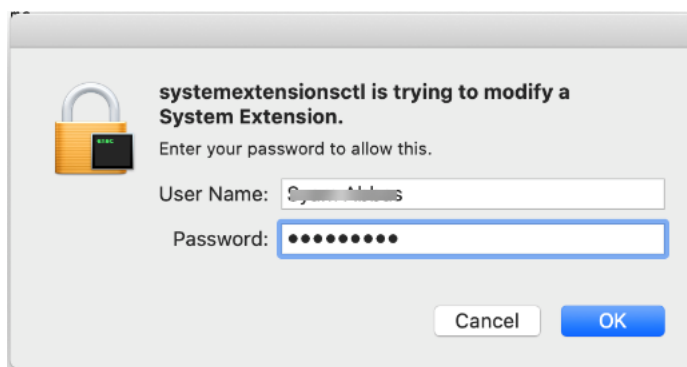 systemextensionsctl is trying to modify a
System Extension.
Enter your password to allow this.
User Name:
Password: •••••••••
Cancel OK